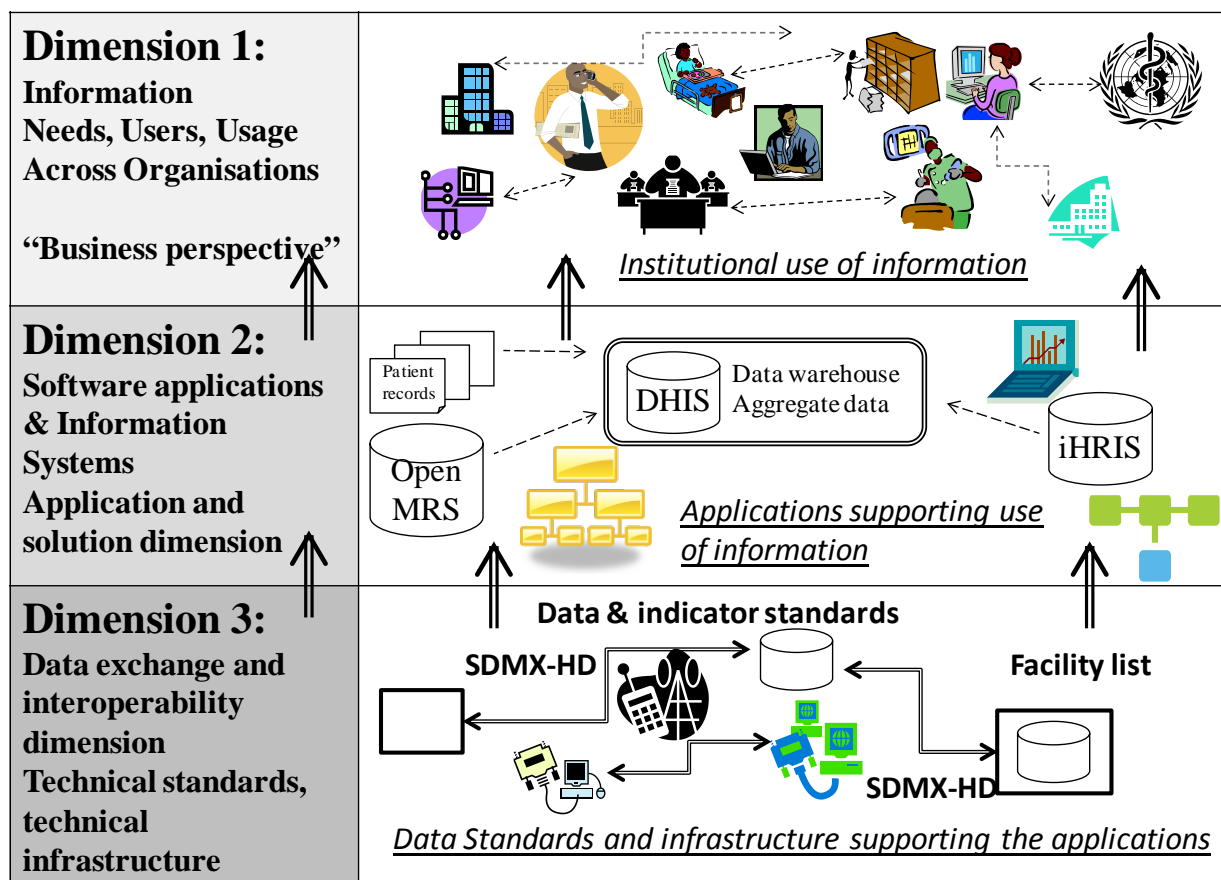 Dimension 1:
Information
Needs, Users, Usage
Across Organisations
“Business perspective”
Institutional use of information
Dimension 2:
Software applications
& Information
Systems
Application and
solution dimension
Patient
records
Open
MRS
DHIS
Data warehouse
Aggregate data
iHRIS
Applications supporting use
of information
Dimension 3:
Data exchange and
interoperability
dimension
Technical standards,
technical
infrastructure
Data & indicator standards
SDMX-HD
Facility list
SDMX-HD
Data Standards and infrastructure supporting the applications